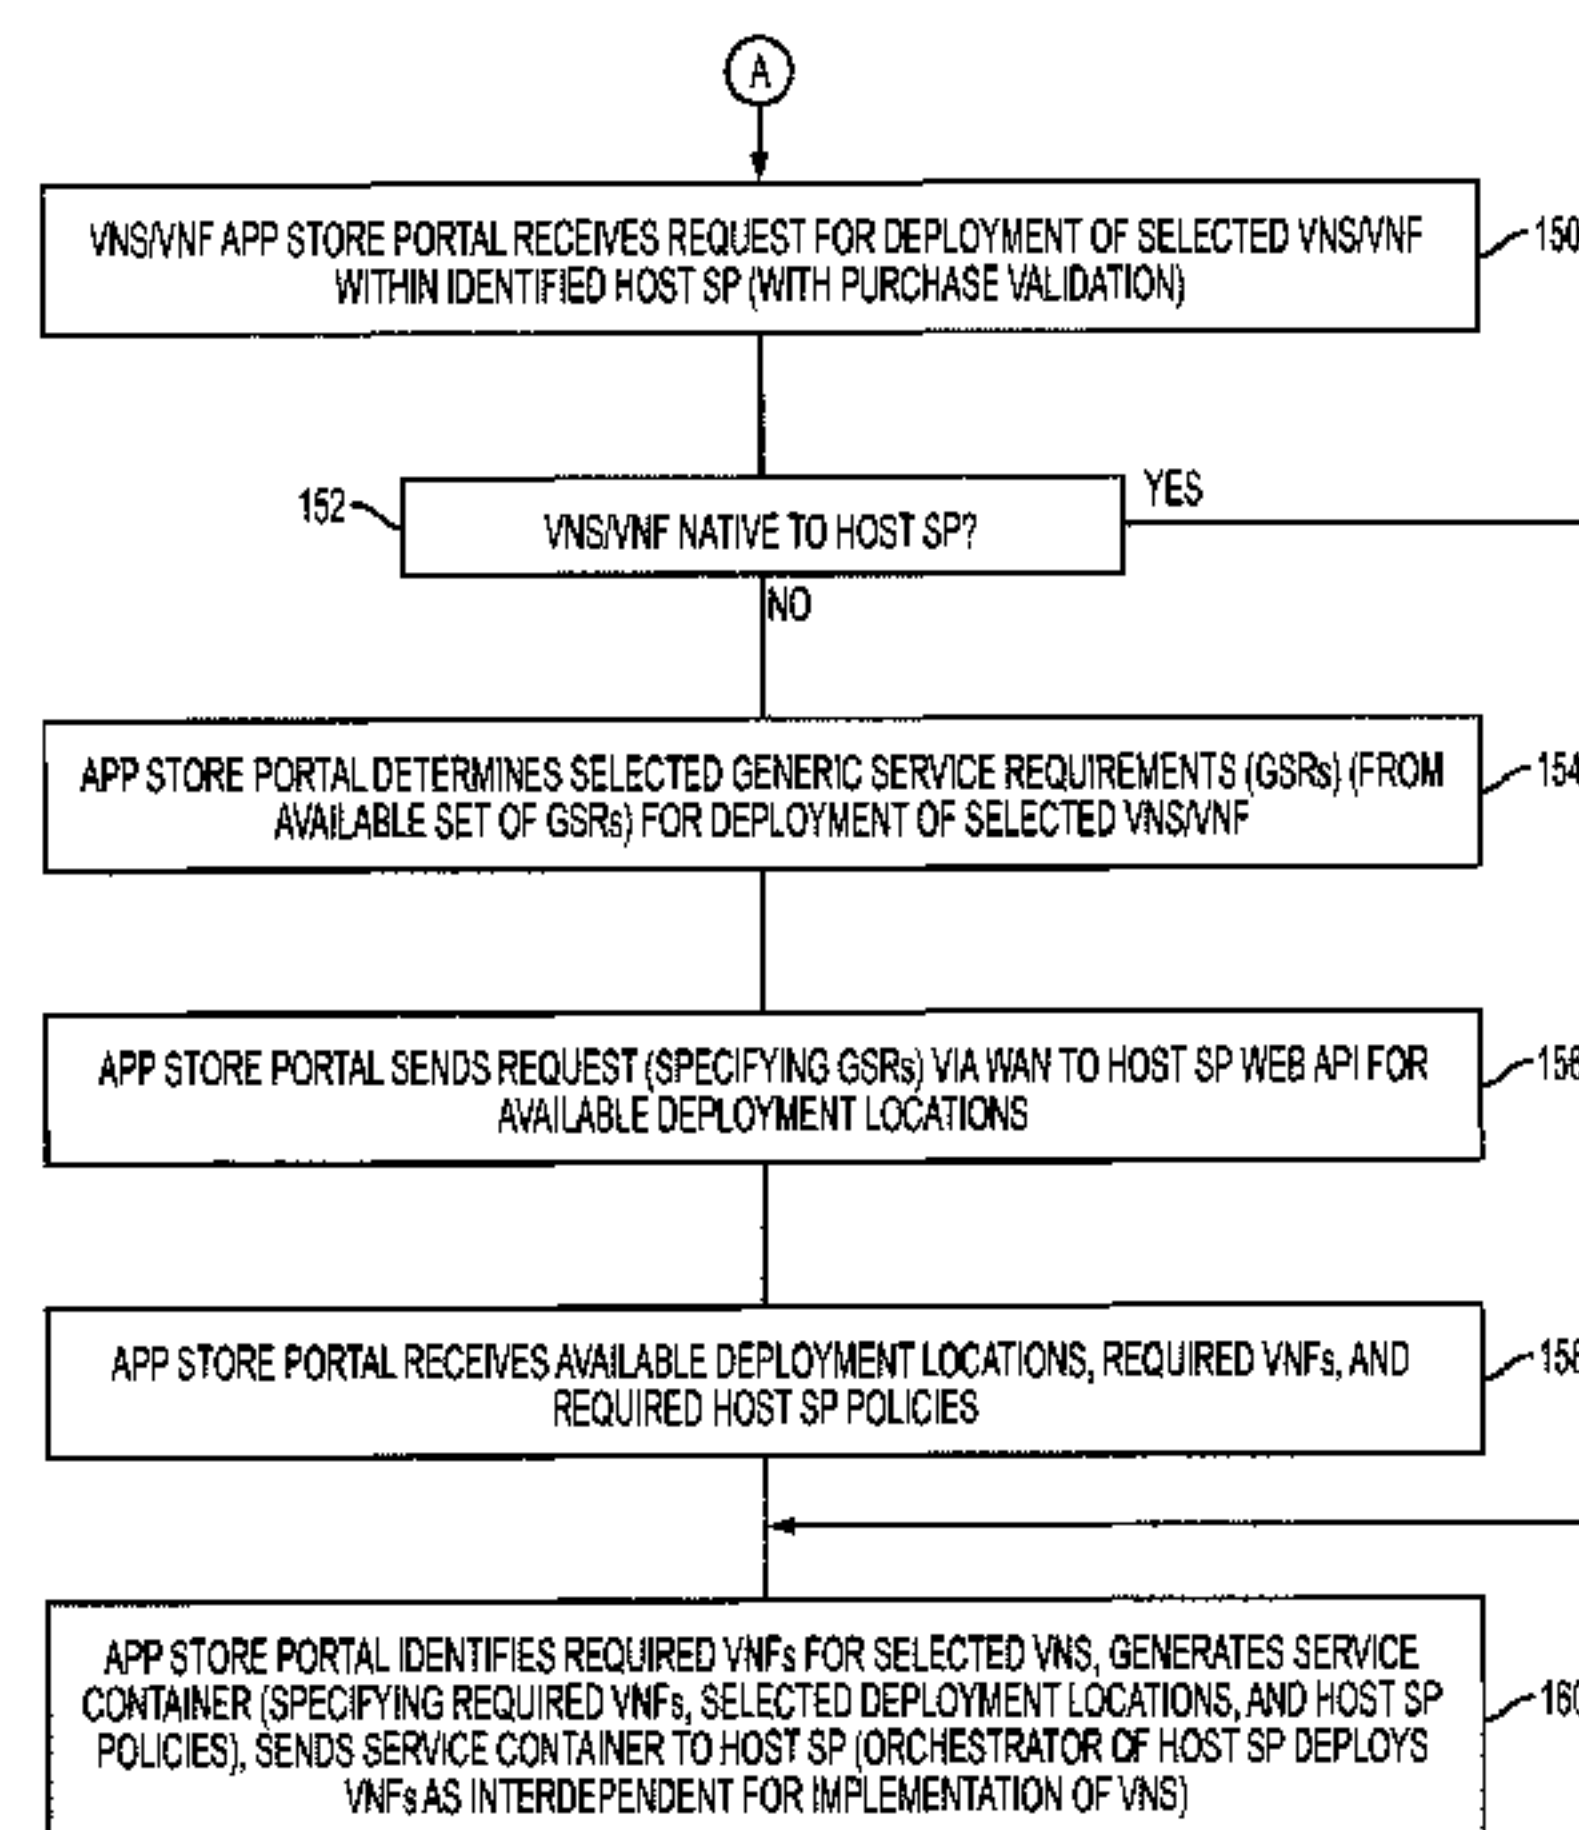 A
VNS/VNF APP STORE PORTAL RECEIVES REQUEST FOR DEPLOYMENT OF SELECTED VNS/VNF
WITHIN IDENTIFIED HOST SP (WITH PURCHASE VALIDATION)
150
152
VNS/VNF NATIVE TO HOST SP?
YES
NO
APP STORE PORTAL DETERMINES SELECTED GENERIC SERVICE REQUIREMENTS (GSRs) (FROM
AVAILABLE SET OF GSRs) FOR DEPLOYMENT OF SELECTED VNS/VNF
154
APP STORE PORTAL SENDS REQUEST (SPECIFYING GSRs) VIA WAN TO HOST SP WEB API FOR
AVAILABLE DEPLOYMENT LOCATIONS
156
APP STORE PORTAL RECEIVES AVAILABLE DEPLOYMENT LOCATIONS, REQUIRED VNFs, AND
REQUIRED HOST SP POLICIES
158
APP STORE PORTAL IDENTIFIES REQUIRED VNFs FOR SELECTED VNS, GENERATES SERVICE
CONTAINER (SPECIFYING REQUIRED VNFs, SELECTED DEPLOYMENT LOCATIONS, AND HOST SP
POLICIES), SENDS SERVICE CONTAINER TO HOST SP (ORCHESTRATOR OF HOST SP DEPLOYS
VNFs AS INTERDEPENDENT FOR IMPLEMENTATION OF VNS)
160